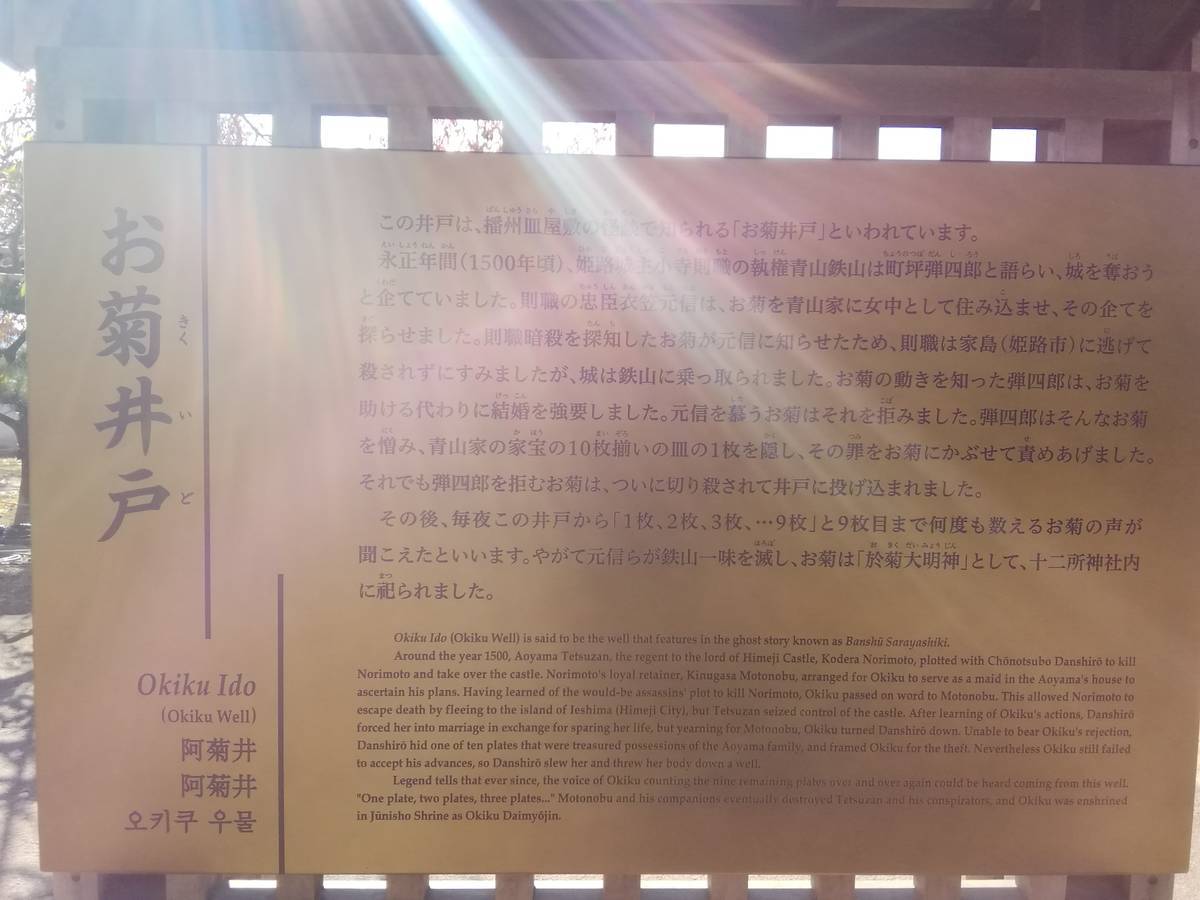 お菊井戸
きく い ど
Okiku Ido
(Okiku Well)
阿菊井
阿菊井
오키쿠 우물
この井戸は、播州皿屋敷の怪談で知られる「お菊井戸」といわれています。
永正年間(1500年頃)、姫路城主小寺則職の執権青山鉄山は町坪弾四郎と語らい、城を奪おう
と企てていました。則職の忠臣衣笠元信は、お菊を青山家に女中として住み込ませ、その企てを
探らせました。則職暗殺を探知したお菊が元信に知らせたため、則職は家島(姫路市)に逃げて
殺されずにすみましたが、城は鉄山に乗っ取られました。お菊の動きを知った弾四郎は、お菊を
助ける代わりに結婚を強要しました。元信を慕うお菊はそれを拒みました。弾四郎はそんなお菊
を憎み、青山家の家宝の10枚揃いの皿の1枚を隠し、その罪をお菊にかぶせて責めあげました。
それでも弾四郎を拒むお菊は、ついに切り殺されて井戸に投げ込まれました。
その後、毎夜この井戸から「1枚、2枚、3枚、…9枚」と9枚目まで何度も数えるお菊の声が
聞こえたといいます。やがて元信らが鉄山一味を滅し、お菊は「於菊大明神」として、十二所神社内
に祀られました。
Okiku Ido (Okiku Well) is said to be the well that features in the ghost story known as Banshū Sarayashiki.
Around the year 1500, Aoyama Tetsuzan, the regent to the lord of Himeji Castle, Kodera Norimoto, plotted with Chōnotsubo Danshirō to kill
Norimoto and take over the castle. Norimoto's loyal retainer, Kinugasa Motonobu, arranged for Okiku to serve as a maid in the Aoyama's house to
ascertain his plans. Having learned of the would-be assassins' plot to kill Norimoto, Okiku passed on word to Motonobu. This allowed Norimoto to
escape death by fleeing to the island of Ieshima (Himeji City), but Tetsuzan seized control of the castle. After learning of Okiku's actions, Danshirō
forced her into marriage in exchange for sparing her life, but yearning for Motonobu, Okiku turned Danshirō down. Unable to bear Okiku's rejection,
Danshirō hid one of ten plates that were treasured possessions of the Aoyama family, and framed Okiku for the theft. Nevertheless Okiku still failed
to accept his advances, so Danshirō slew her and threw her body down a well.
Legend tells that ever since, the voice of Okiku counting the nine remaining plates over and over again could be heard coming from this well.
"One plate, two plates, three plates..." Motonobu and his companions eventually destroyed Tetsuzan and his conspirators, and Okiku was enshrined
in Jūnisho Shrine as Okiku Daimyōjin.